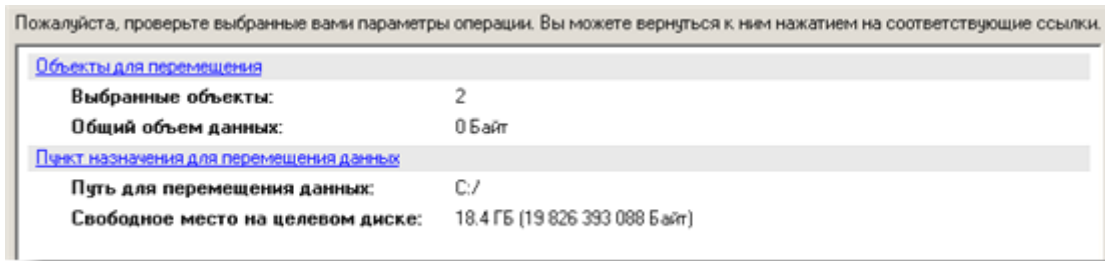 Пожалуйста, проверьте выбранные вами параметры операции. Вы можете вернуться к ним нажатием на соответствующие ссылки.
Объекты для перемещения
Выбранные объекты: 2
Общий объем данных: 0 Байт
Пункт назначения для перемещения данных
Путь для перемещения данных: C:/
Свободное место на целевом диске: 18.4 ГБ (19 826 393 088 Байт)